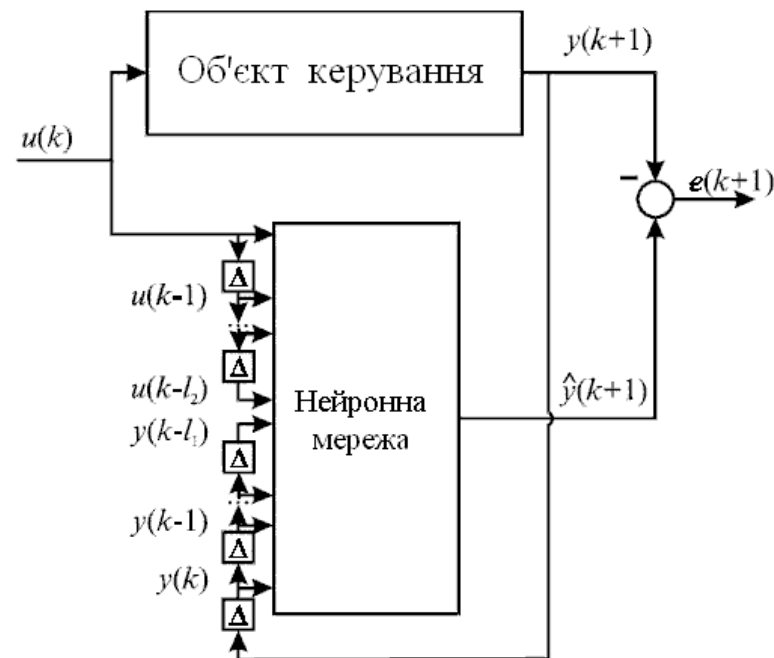 Об'єкт керування
y(k+1)
u(k)
−
e(k+1)
Δ
u(k-1)
Δ
u(k-l₂)
ŷ(k+1)
Нейронна
мережа
y(k-l₁)
Δ
y(k-1)
Δ
y(k)
Δ